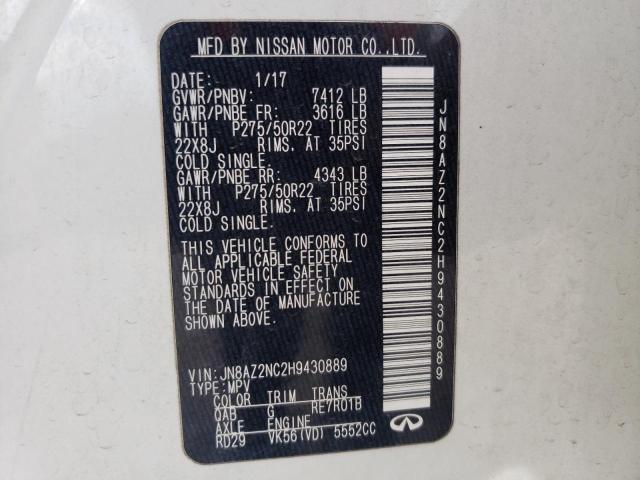 MFD BY NISSAN MOTOR CO.,LTD.
DATE: 1/17
GVWR/PNBV: 7412 LB
GAWR/PNBE FR: 3616 LB
WITH P275/50R22 TIRES
22X8J RIMS. AT 35PSI
COLD SINGLE.
GAWR/PNBE RR: 4343 LB
WITH P275/50R22 TIRES
22X8J RIMS. AT 35PSI
COLD SINGLE.
THIS VEHICLE CONFORMS TO
ALL APPLICABLE FEDERAL
MOTOR VEHICLE SAFETY
STANDARDS IN EFFECT ON
THE DATE OF MANUFACTURE
SHOWN ABOVE.
VIN: JN8AZ2NC2H9430889
TYPE: MPV
COLOR TRIM TRANS
QAB G RE7R01B
AXLE ENGINE
RD29 VK56(VD) 5552CC
JN8AZ2NC2H9430889